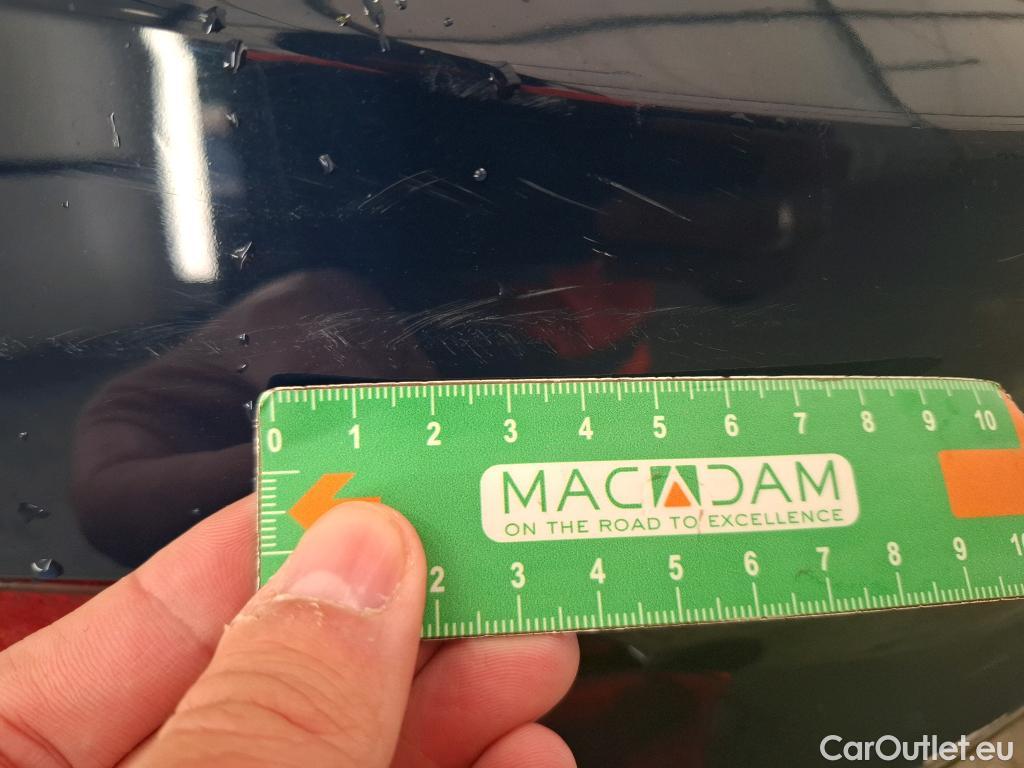 0 1 2 3 4 5 6 7 8 9 10
MACADAM
ON THE ROAD TO EXCELLENCE
2 3 4 5 6 7 8 9
CarOutlet.eu